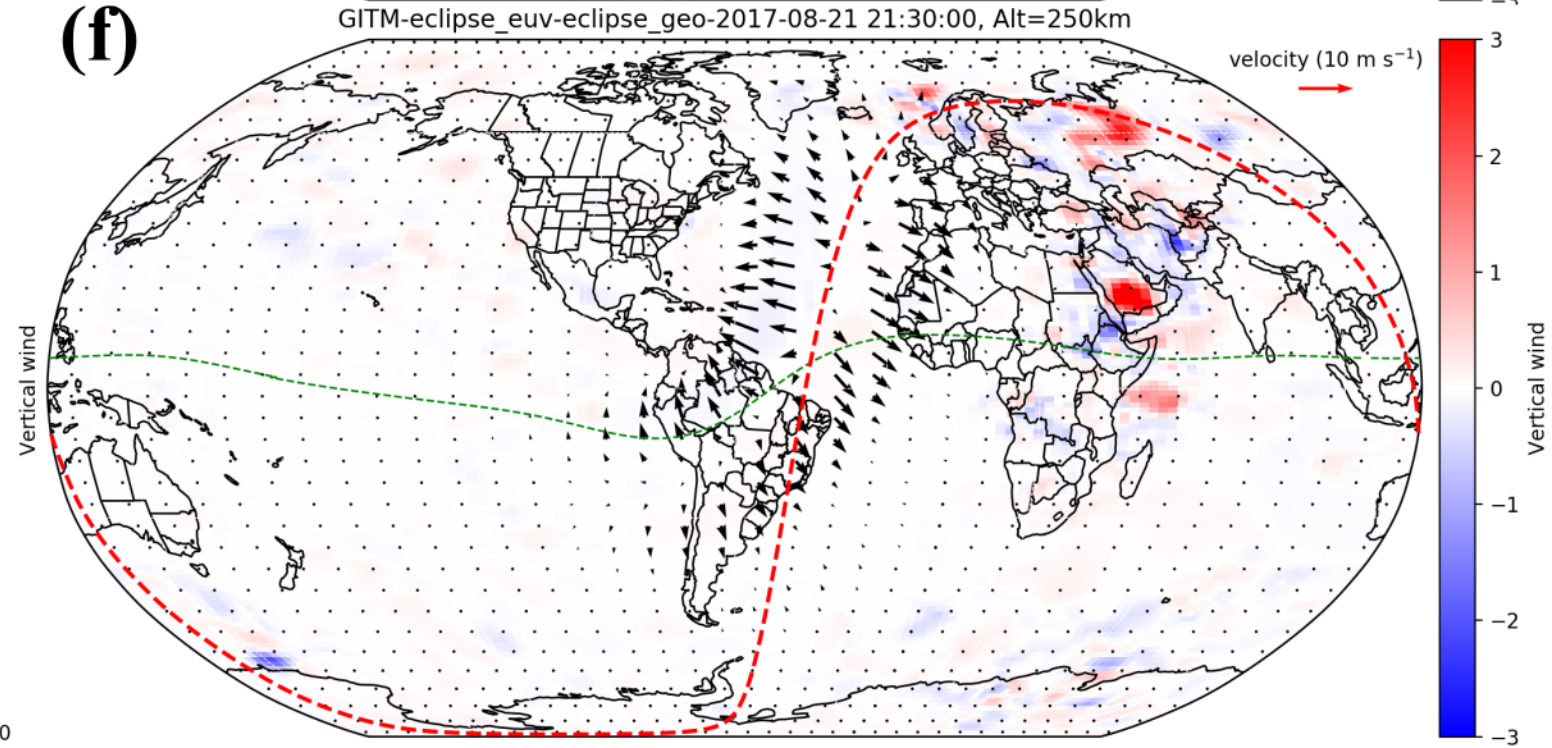 (f)
GITM-eclipse_euv-eclipse_geo-2017-08-21 21:30:00, Alt=250km
velocity (10 m s⁻¹)
Vertical wind
3
2
1
0
−1
−2
−3
Vertical wind
0